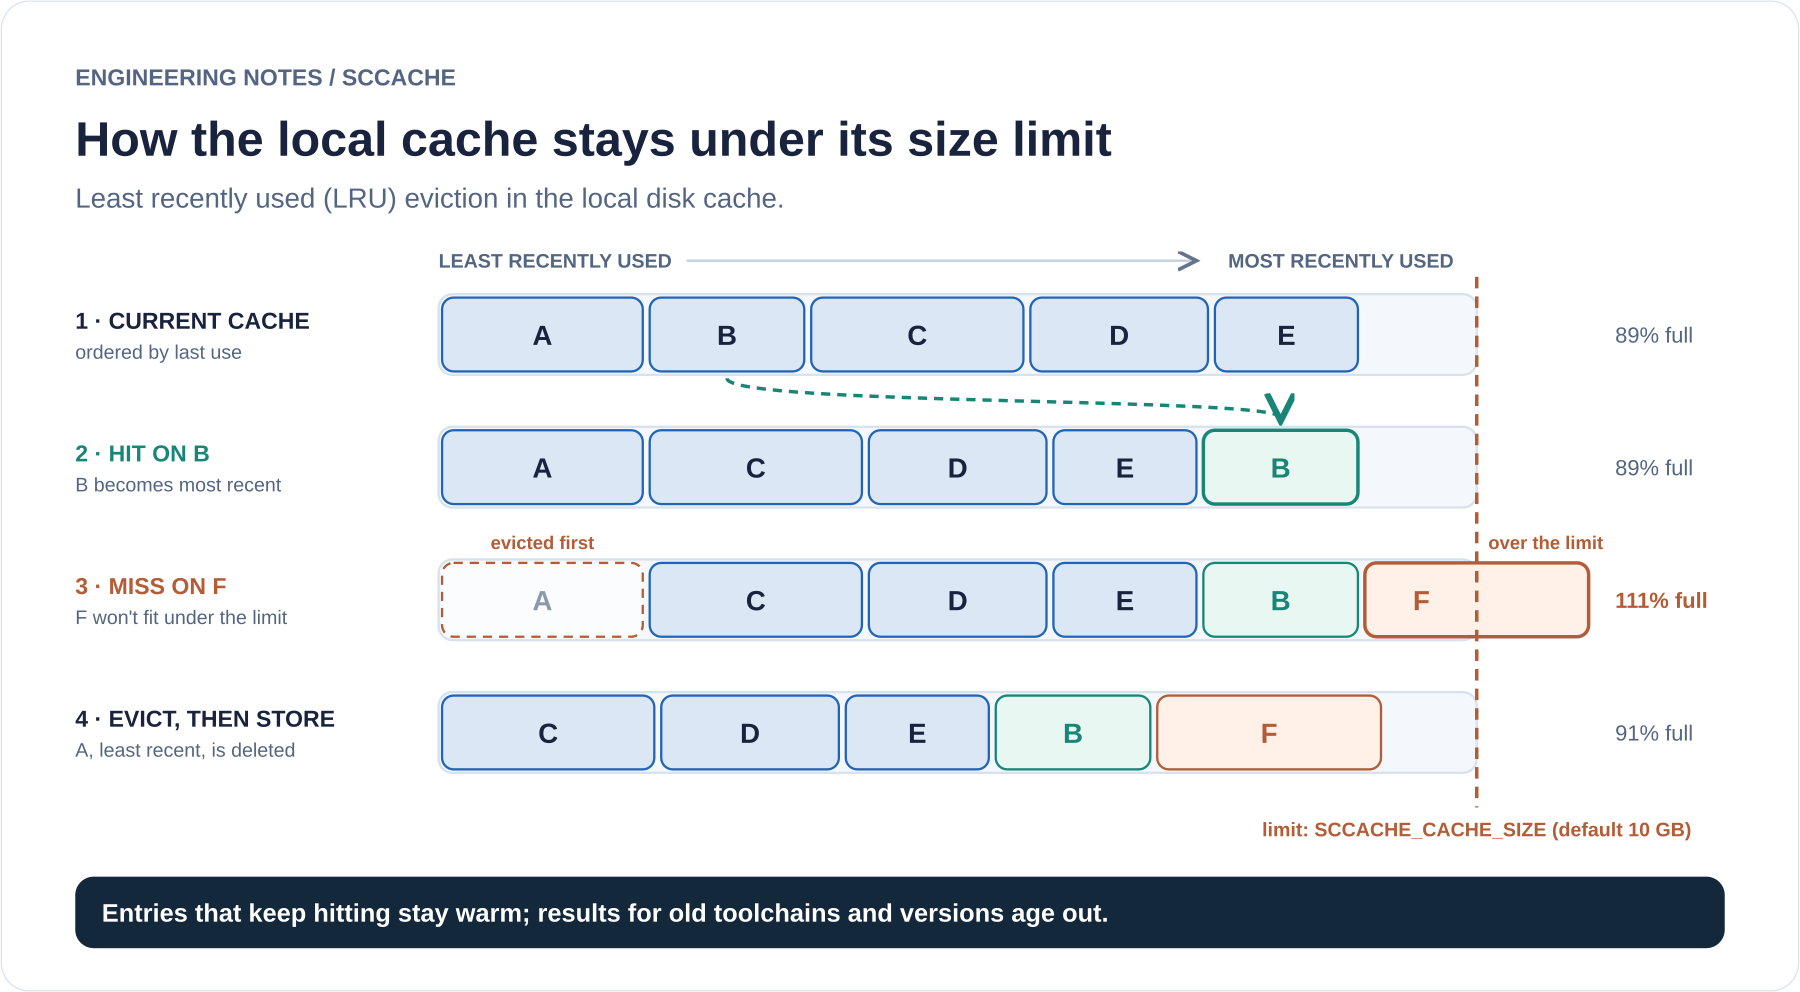 ENGINEERING NOTES / SCCACHE
How the local cache stays under its size limit
Least recently used (LRU) eviction in the local disk cache.
LEAST RECENTLY USED
MOST RECENTLY USED
1 · CURRENT CACHE
ordered by last use
A
B
C
D
E
89% full
2 · HIT ON B
B becomes most recent
A
C
D
E
B
89% full
evicted first
over the limit
3 · MISS ON F
F won't fit under the limit
A
C
D
E
B
F
111% full
4 · EVICT, THEN STORE
A, least recent, is deleted
C
D
E
B
F
91% full
limit: SCCACHE_CACHE_SIZE (default 10 GB)
Entries that keep hitting stay warm; results for old toolchains and versions age out.